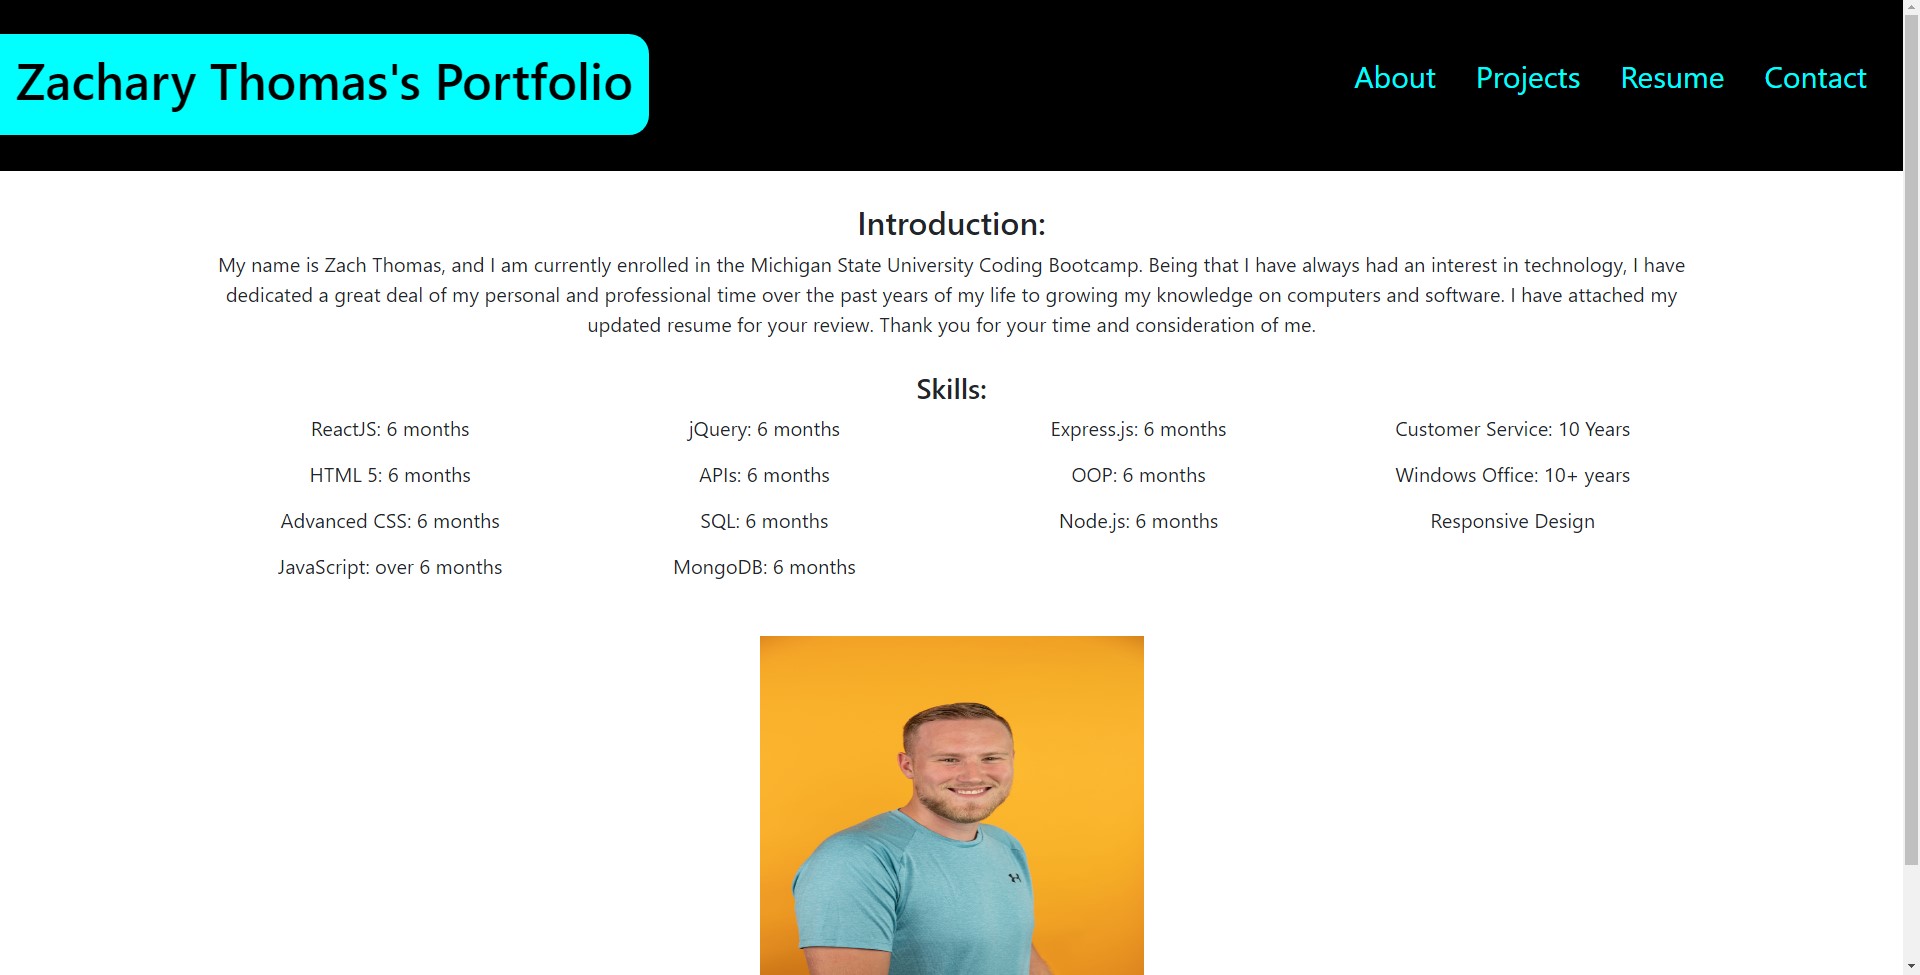 Zachary Thomas's Portfolio
About Projects Resume Contact
Introduction:
My name is Zach Thomas, and I am currently enrolled in the Michigan State University Coding Bootcamp. Being that I have always had an interest in technology, I have
dedicated a great deal of my personal and professional time over the past years of my life to growing my knowledge on computers and software. I have attached my
updated resume for your review. Thank you for your time and consideration of me.
Skills:
ReactJS: 6 months jQuery: 6 months Express.js: 6 months Customer Service: 10 Years
HTML 5: 6 months APIs: 6 months OOP: 6 months Windows Office: 10+ years
Advanced CSS: 6 months SQL: 6 months Node.js: 6 months Responsive Design
JavaScript: over 6 months MongoDB: 6 months